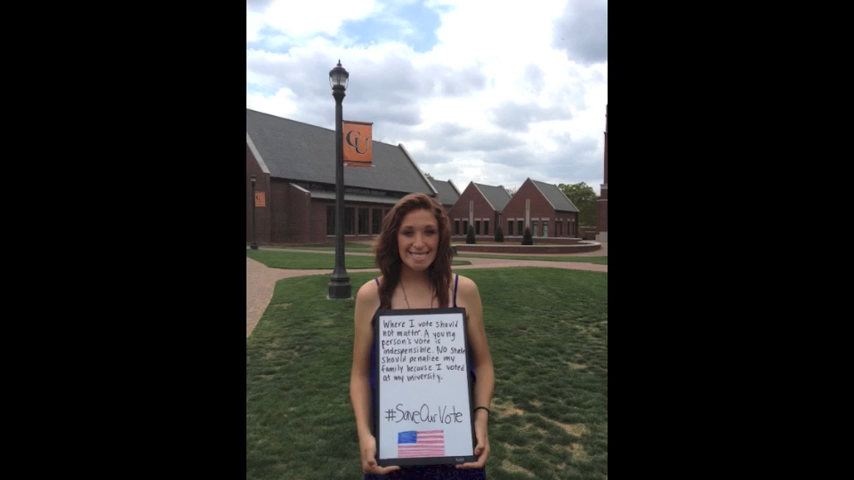 CU
Where I vote should
not matter. A young
person's vote is
indespensible. No state
should penalize my
family because I voted
at my university.
#SaveOurVote